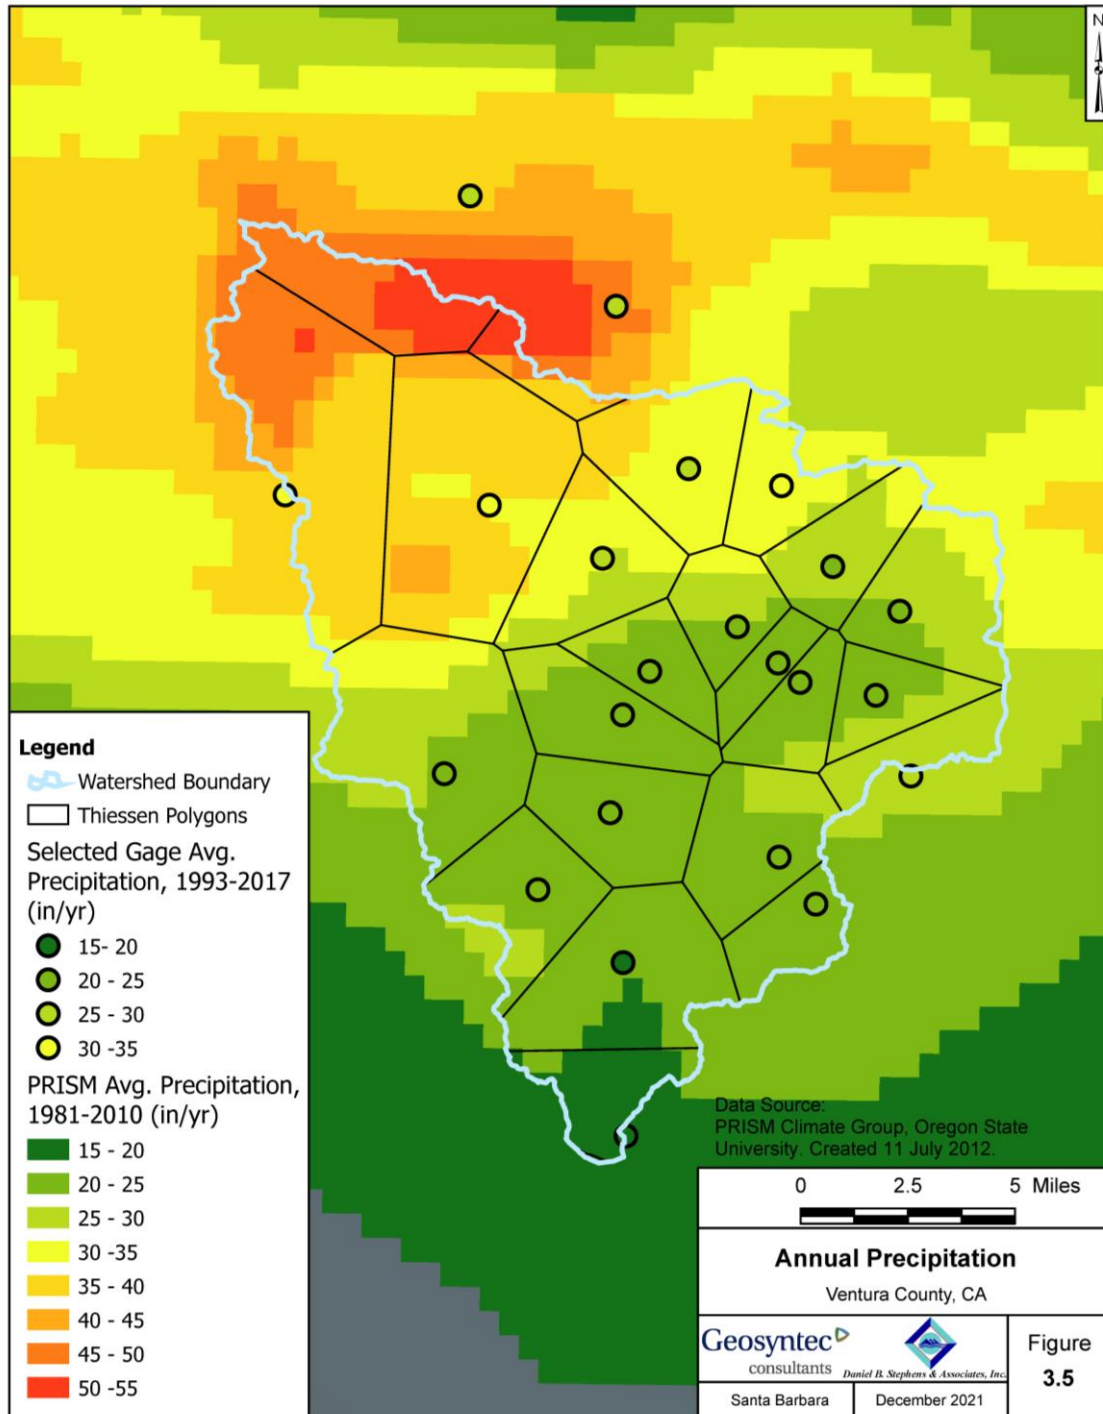 N
Legend
Watershed Boundary
Thiessen Polygons
Selected Gage Avg.
Precipitation, 1993-2017
(in/yr)
15- 20
20 - 25
25 - 30
30 -35
PRISM Avg. Precipitation,
1981-2010 (in/yr)
15 - 20
20 - 25
25 - 30
30 -35
35 - 40
40 - 45
45 - 50
50 -55
Data Source:
PRISM Climate Group, Oregon State
University. Created 11 July 2012.
0 2.5 5 Miles
Annual Precipitation
Ventura County, CA
Geosyntec
consultants
Daniel B. Stephens & Associates, Inc.
Figure
3.5
Santa Barbara
December 2021